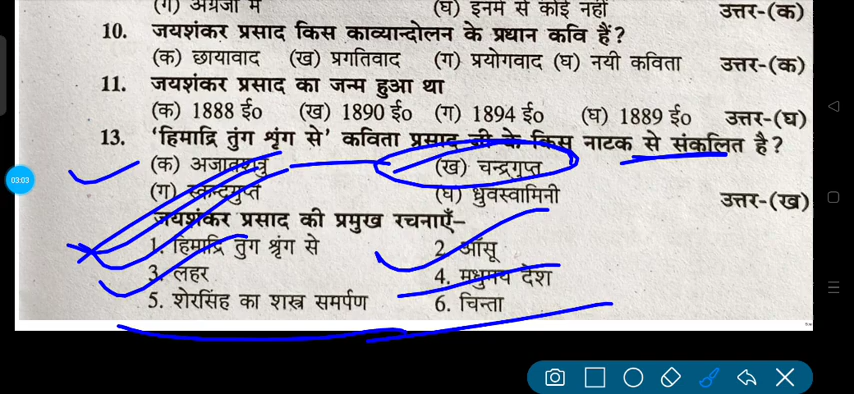 (ग) अंग्रेजी में (घ) इनमें से कोई नहीं उत्तर-(क)
10. जयशंकर प्रसाद किस काव्यान्दोलन के प्रधान कवि हैं?
(क) छायावाद (ख) प्रगतिवाद (ग) प्रयोगवाद (घ) नयी कविता उत्तर-(क)
11. जयशंकर प्रसाद का जन्म हुआ था
(क) 1888 ई० (ख) 1890 ई० (ग) 1894 ई० (घ) 1889 ई० उत्तर-(घ)
13. 'हिमाद्रि तुंग श्रृंग से' कविता प्रसाद जी के किस नाटक से संकलित है?
(क) अजातशत्रु (ख) चन्द्रगुप्त
(ग) स्कन्दगुप्त (घ) ध्रुवस्वामिनी उत्तर-(ख)
जयशंकर प्रसाद की प्रमुख रचनाएँ–
1. हिमाद्रि तुंग श्रृंग से 2. आँसू
3. लहर 4. मधुमय देश
5. शेरसिंह का शस्त्र समर्पण 6. चिन्ता
03:03